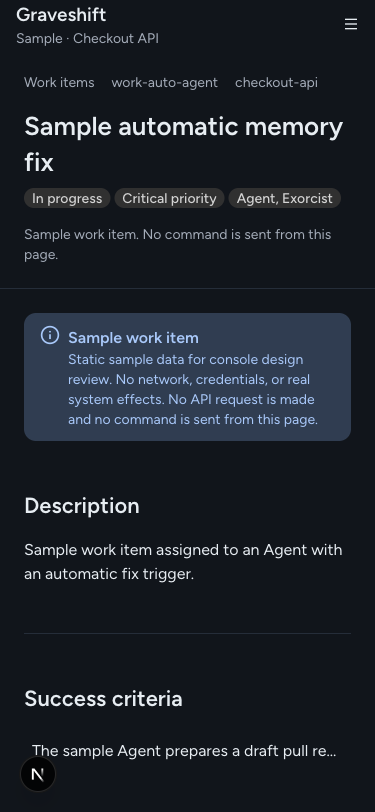 Graveshift
Sample · Checkout API
Work items work-auto-agent checkout-api
Sample automatic memory
fix
In progress Critical priority Agent, Exorcist
Sample work item. No command is sent from this
page.
Sample work item
Static sample data for console design
review. No network, credentials, or real
system effects. No API request is made
and no command is sent from this page.
Description
Sample work item assigned to an Agent with
an automatic fix trigger.
Success criteria
The sample Agent prepares a draft pull re…
N